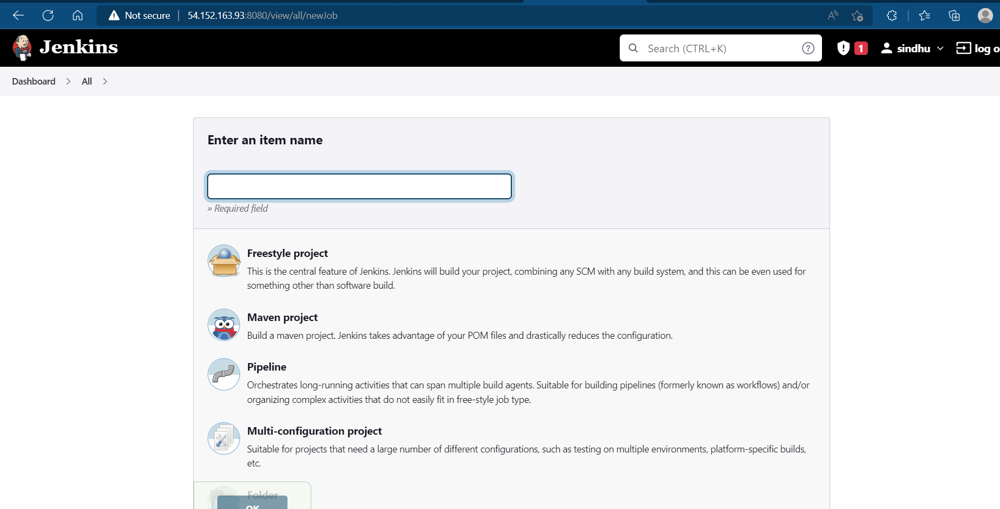 Not secure | 54.152.163.93:8080/view/all/newJob
Jenkins
Search (CTRL+K)
1
sindhu
log o
Dashboard > All >
Enter an item name
» Required field
Freestyle project
This is the central feature of Jenkins. Jenkins will build your project, combining any SCM with any build system, and this can be even used for
something other than software build.
Maven project
Build a maven project. Jenkins takes advantage of your POM files and drastically reduces the configuration.
Pipeline
Orchestrates long-running activities that can span multiple build agents. Suitable for building pipelines (formerly known as workflows) and/or
organizing complex activities that do not easily fit in free-style job type.
Multi-configuration project
Suitable for projects that need a large number of different configurations, such as testing on multiple environments, platform-specific builds,
etc.
Folder
OK